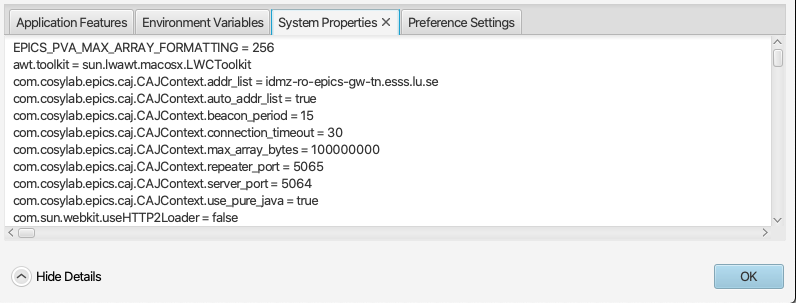 Application Features
Environment Variables
System Properties
Preference Settings
EPICS_PVA_MAX_ARRAY_FORMATTING = 256
awt.toolkit = sun.lwawt.macosx.LWCToolkit
com.cosylab.epics.caj.CAJContext.addr_list = idmz-ro-epics-gw-tn.esss.lu.se
com.cosylab.epics.caj.CAJContext.auto_addr_list = true
com.cosylab.epics.caj.CAJContext.beacon_period = 15
com.cosylab.epics.caj.CAJContext.connection_timeout = 30
com.cosylab.epics.caj.CAJContext.max_array_bytes = 100000000
com.cosylab.epics.caj.CAJContext.repeater_port = 5065
com.cosylab.epics.caj.CAJContext.server_port = 5064
com.cosylab.epics.caj.CAJContext.use_pure_java = true
com.sun.webkit.useHTTP2Loader = false
Hide Details
OK